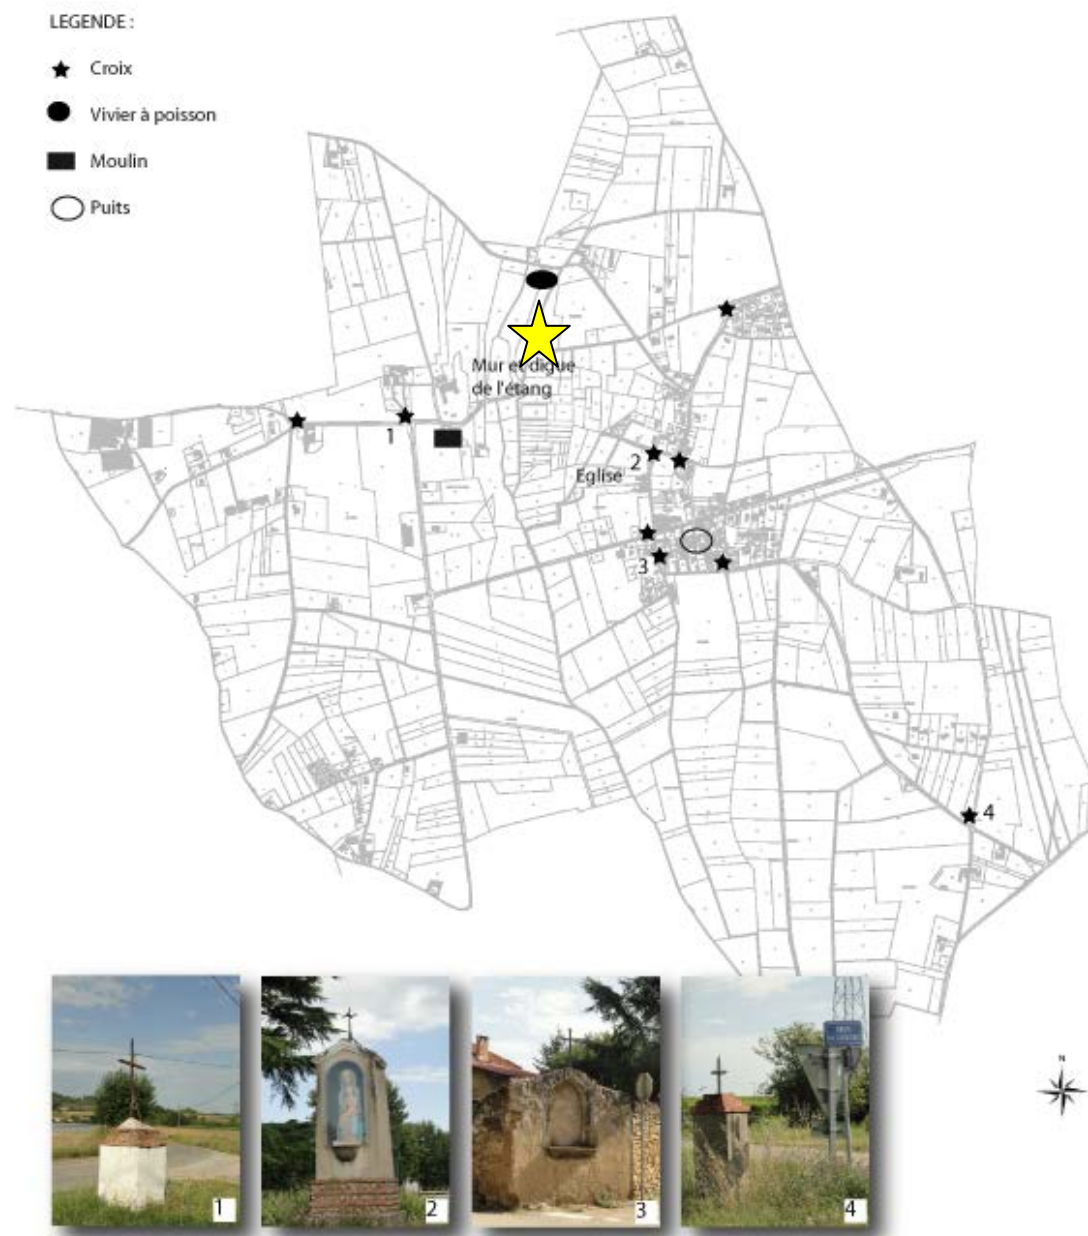 LEGENDE :
Croix
Vivier à poisson
Moulin
Puits
Mur et digue
de l'étang
1
2
Eglise
3
4
N
1
2
3
4